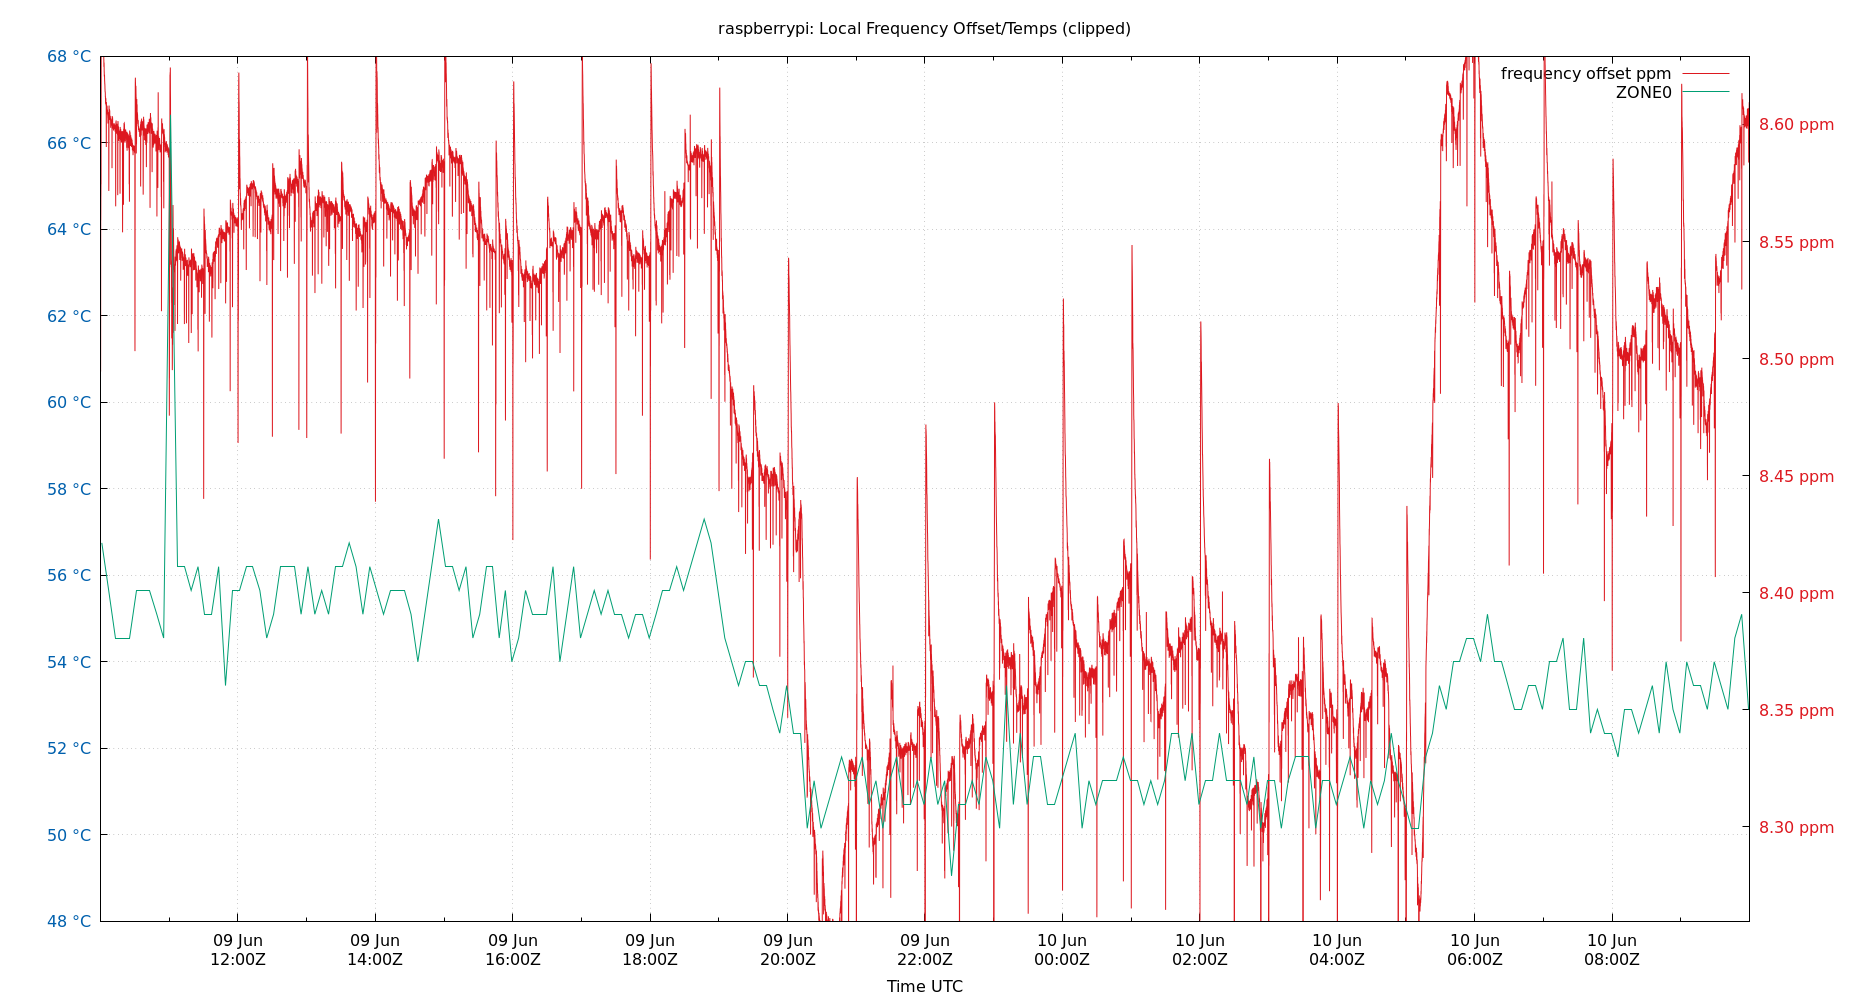 raspberrypi: Local Frequency Offset/Temps (clipped)
68 °C
66 °C
64 °C
62 °C
60 °C
58 °C
56 °C
54 °C
52 °C
50 °C
48 °C
frequency offset ppm
ZONE0
8.60 ppm
8.55 ppm
8.50 ppm
8.45 ppm
8.40 ppm
8.35 ppm
8.30 ppm
09 Jun
12:00Z
09 Jun
14:00Z
09 Jun
16:00Z
09 Jun
18:00Z
09 Jun
20:00Z
09 Jun
22:00Z
10 Jun
00:00Z
10 Jun
02:00Z
10 Jun
04:00Z
10 Jun
06:00Z
10 Jun
08:00Z
Time UTC